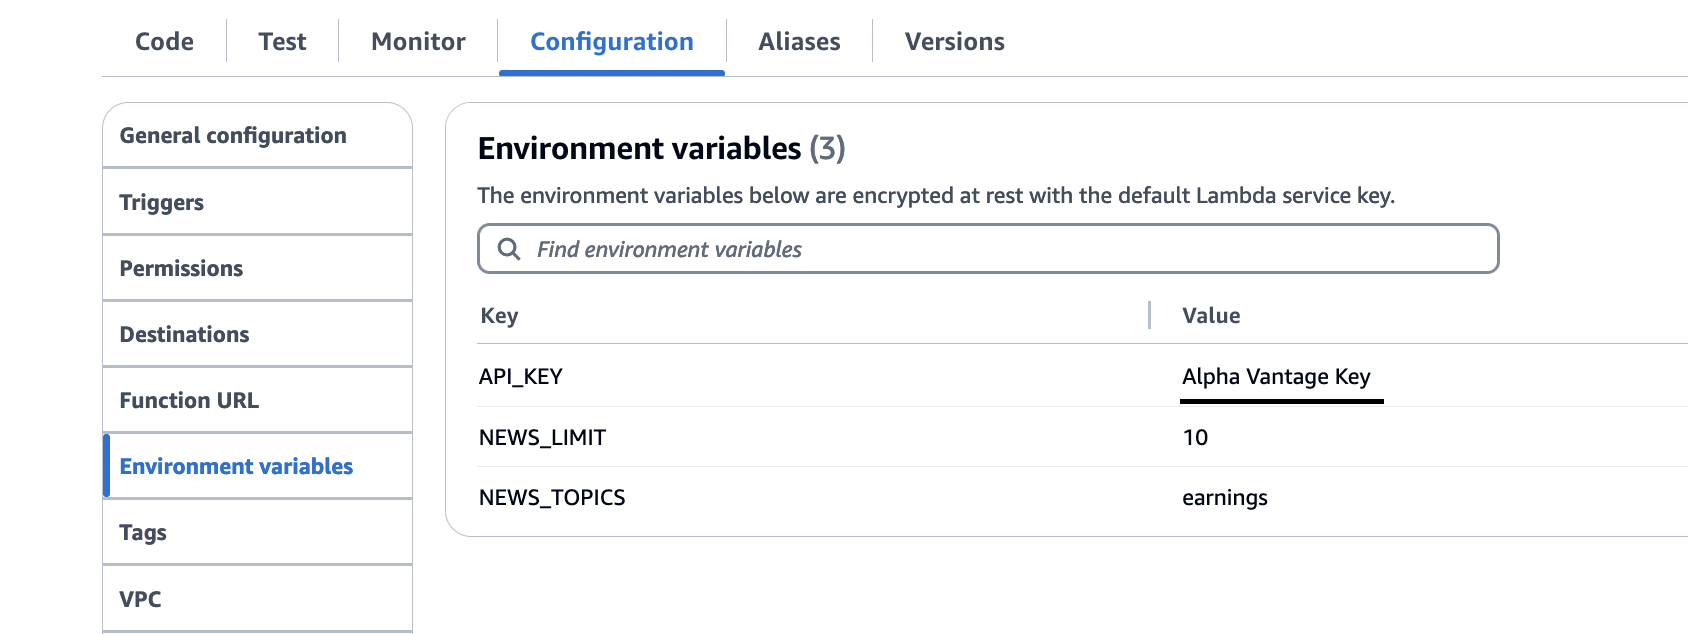 Code Test Monitor Configuration Aliases Versions
General configuration
Triggers
Permissions
Destinations
Function URL
Environment variables
Tags
VPC
Environment variables (3)
The environment variables below are encrypted at rest with the default Lambda service key.
Find environment variables
Key Value
API_KEY Alpha Vantage Key
NEWS_LIMIT 10
NEWS_TOPICS earnings